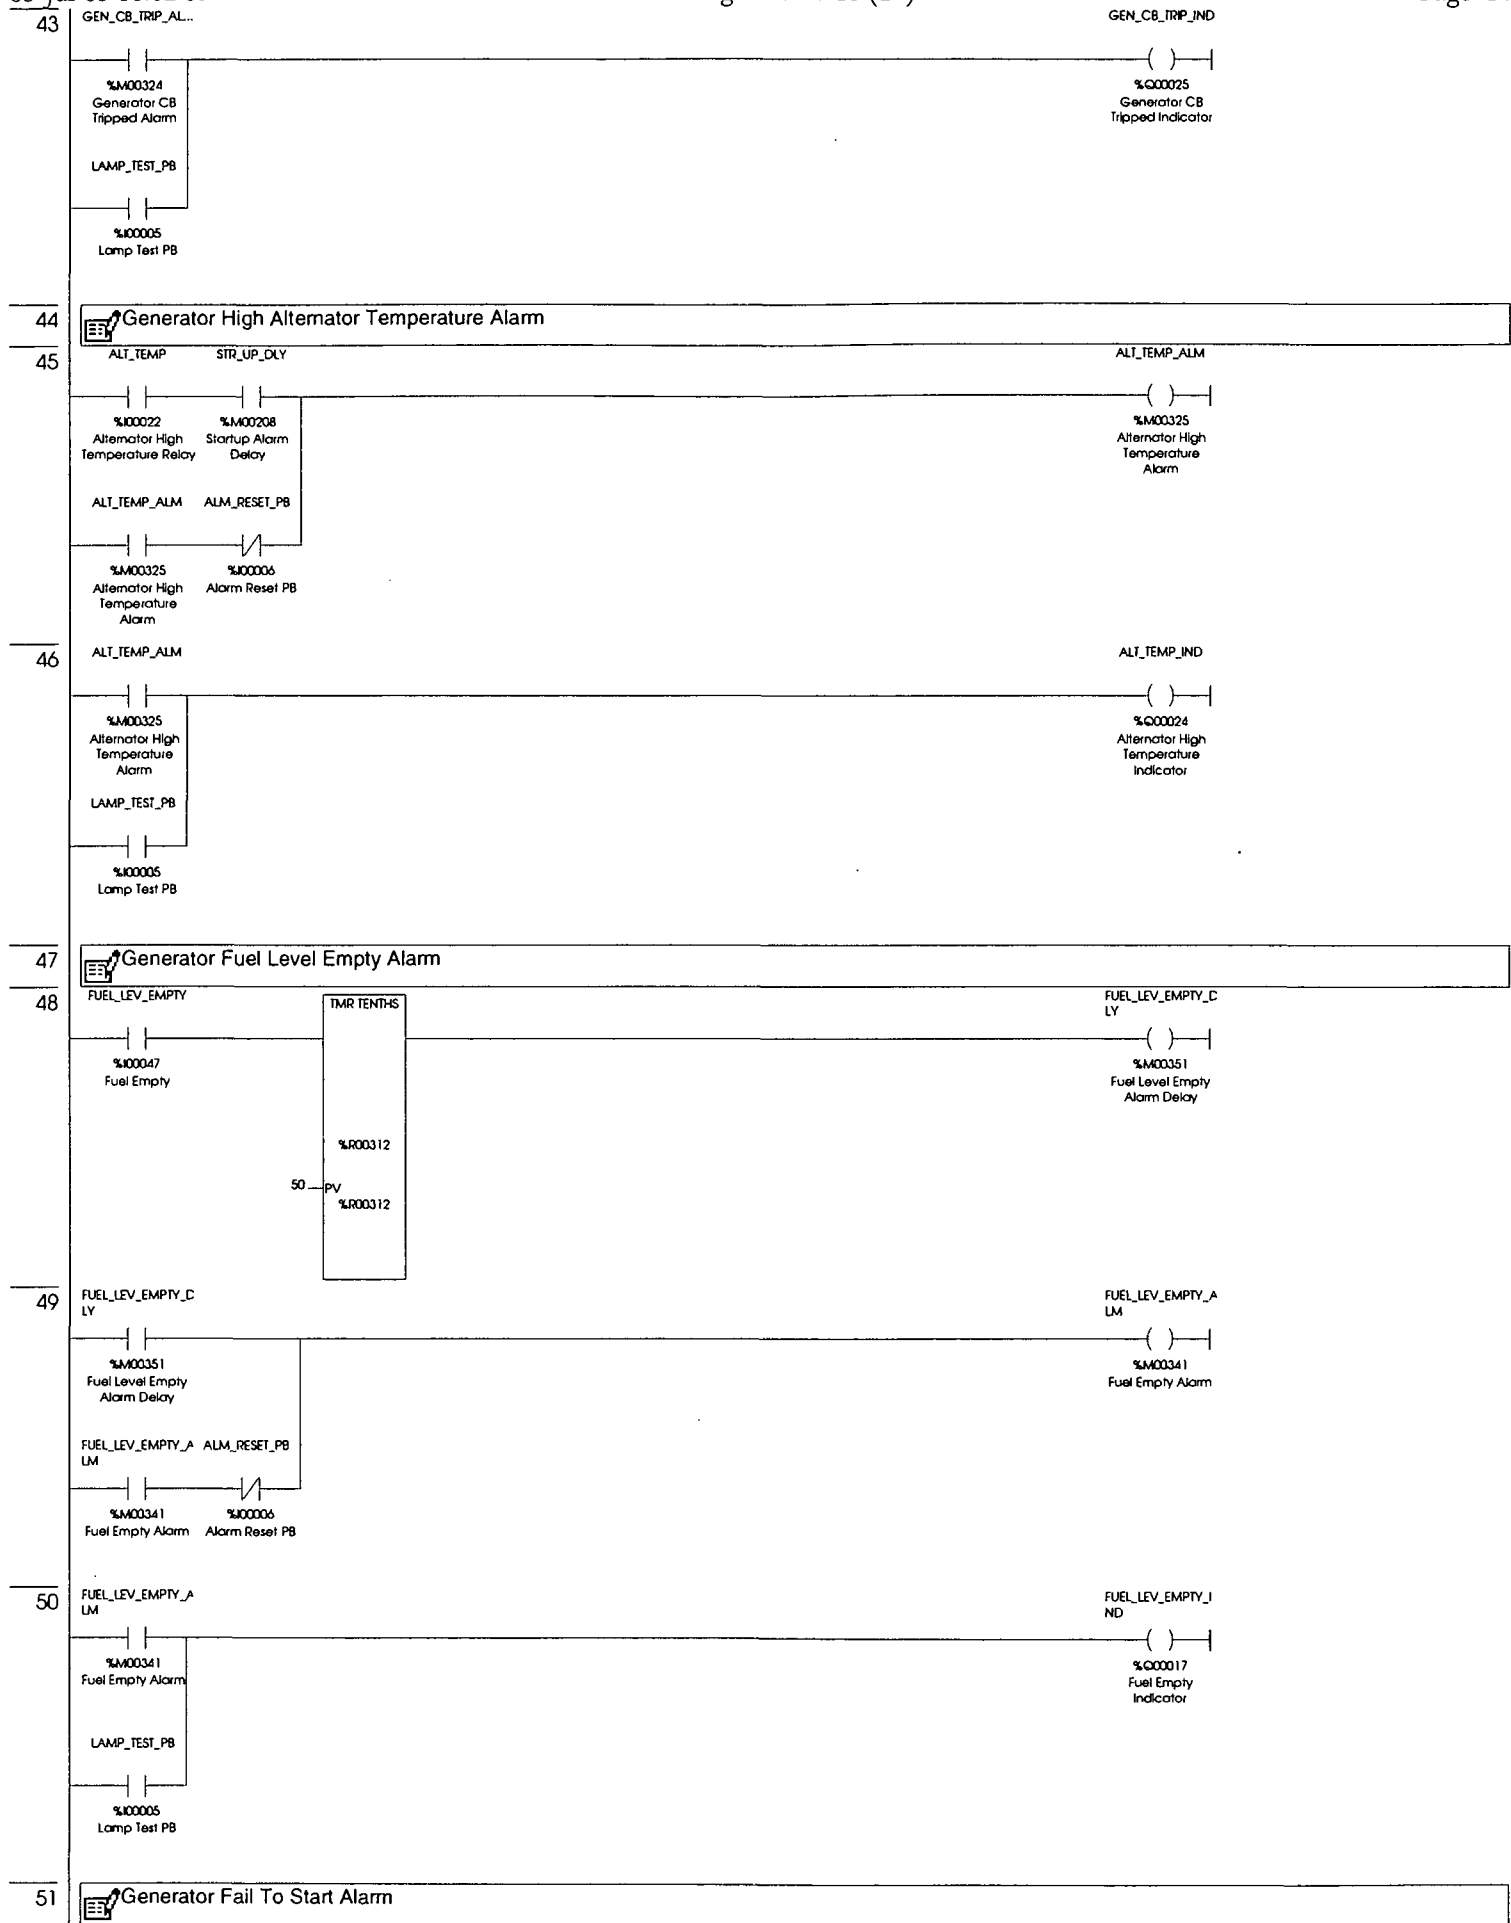 43
GEN_CB_TRIP_AL..
GEN_CB_TRIP_IND
%M00324
Generator CB
Tripped Alarm
%Q00025
Generator CB
Tripped Indicator
LAMP_TEST_PB
%I00005
Lamp Test PB
44
Generator High Alternator Temperature Alarm
45
ALT_TEMP STR_UP_DLY
ALT_TEMP_ALM
%I00022
Alternator High
Temperature Relay
%M00208
Startup Alarm
Delay
%M00325
Alternator High
Temperature
Alarm
ALT_TEMP_ALM ALM_RESET_PB
%M00325
Alternator High
Temperature
Alarm
%I00006
Alarm Reset PB
46
ALT_TEMP_ALM
ALT_TEMP_IND
%M00325
Alternator High
Temperature
Alarm
%Q00024
Alternator High
Temperature
Indicator
LAMP_TEST_PB
%I00005
Lamp Test PB
47
Generator Fuel Level Empty Alarm
48
FUEL_LEV_EMPTY
TMR TENTHS
FUEL_LEV_EMPTY_D
LY
%I00047
Fuel Empty
%M00351
Fuel Level Empty
Alarm Delay
%R00312
50 PV
%R00312
49
FUEL_LEV_EMPTY_D
LY
FUEL_LEV_EMPTY_A
LM
%M00351
Fuel Level Empty
Alarm Delay
%M00341
Fuel Empty Alarm
FUEL_LEV_EMPTY_A
LM
ALM_RESET_PB
%M00341
Fuel Empty Alarm
%I00006
Alarm Reset PB
50
FUEL_LEV_EMPTY_A
LM
FUEL_LEV_EMPTY_I
ND
%M00341
Fuel Empty Alarm
%Q00017
Fuel Empty
Indicator
LAMP_TEST_PB
%I00005
Lamp Test PB
51
Generator Fail To Start Alarm